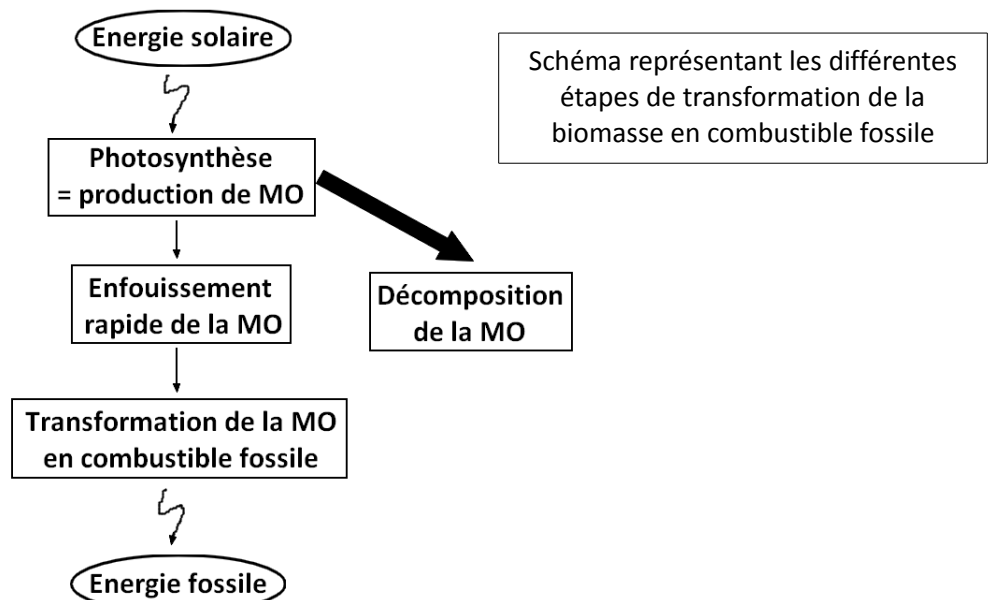 Energie solaire
Schéma représentant les différentes
étapes de transformation de la
biomasse en combustible fossile
Photosynthèse
= production de MO
Enfouissement
rapide de la MO
Décomposition
de la MO
Transformation de la MO
en combustible fossile
Energie fossile